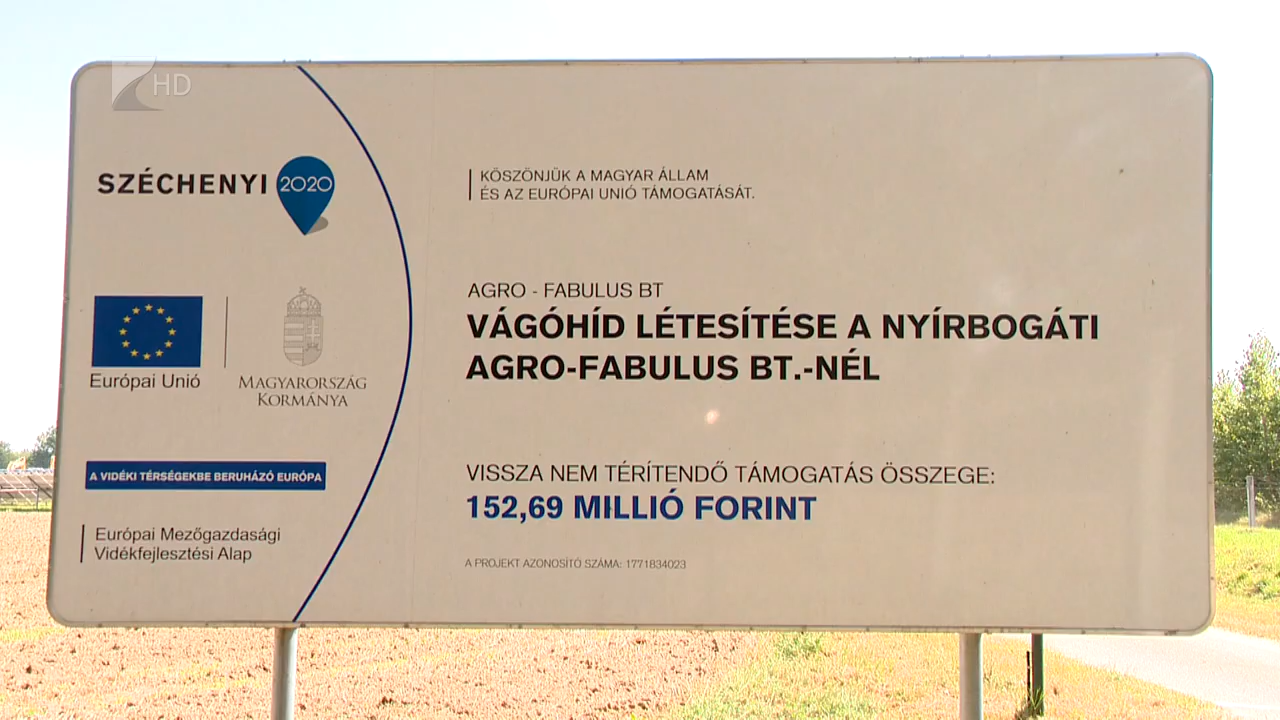 HD
SZÉCHENYI 2020
KÖSZÖNJÜK A MAGYAR ÁLLAM
ÉS AZ EURÓPAI UNIÓ TÁMOGATÁSÁT.
AGRO - FABULUS BT
VÁGÓHÍD LÉTESÍTÉSE A NYÍRBOGÁTI
AGRO-FABULUS BT.-NÉL
Európai Unió
MAGYARORSZÁG
KORMÁNYA
A VIDÉKI TÉRSÉGEKBE BERUHÁZÓ EURÓPA
Európai Mezőgazdasági
Vidékfejlesztési Alap
VISSZA NEM TÉRÍTENDŐ TÁMOGATÁS ÖSSZEGE:
152,69 MILLIÓ FORINT
A PROJEKT AZONOSÍTÓ SZÁMA: 1771834023